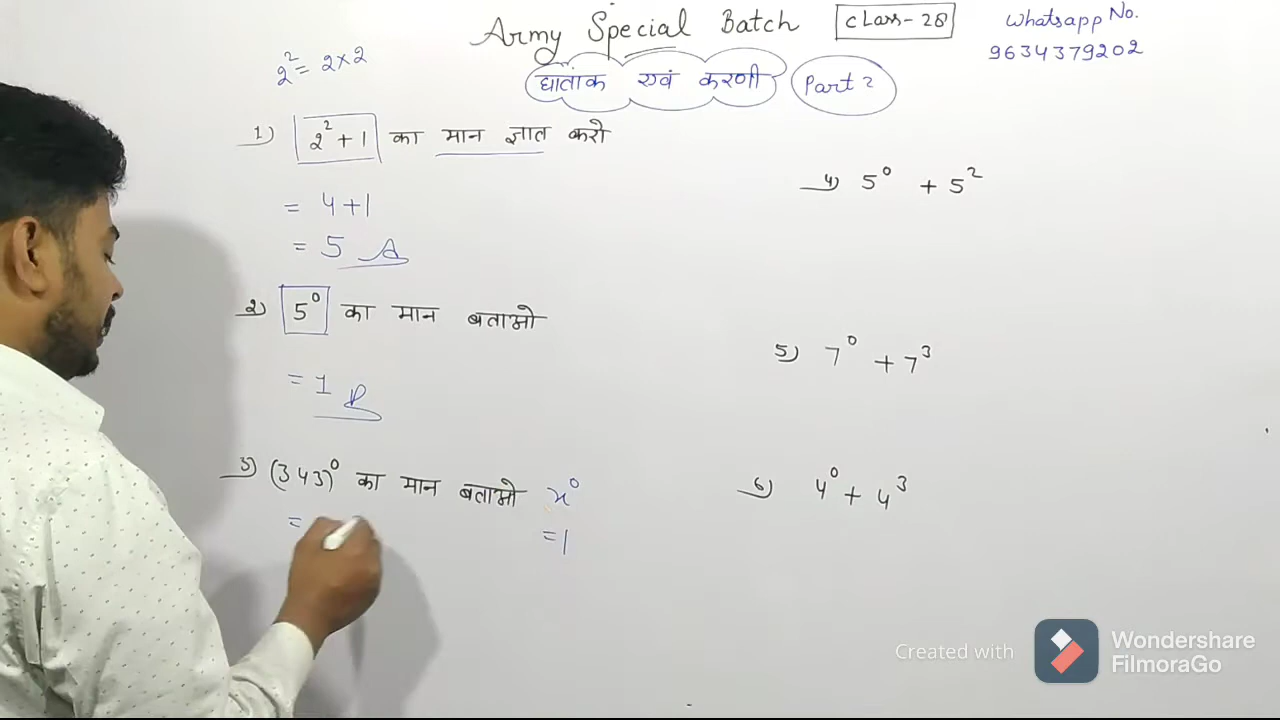 Army Special Batch
class-28
Whatsapp No.
9634379202
घातांक एवं करणी
Part 2
2² = 2×2
1) 2² + 1 का मान ज्ञात करो
= 4+1
= 5 A
2) 5⁰ का मान बताओ
= 1
3) (343)⁰ का मान बताओ x⁰
=
=1
4) 5⁰ + 5²
5) 7⁰ + 7³
6) 4⁰ + 4³
Created with
Wondershare
FilmoraGo